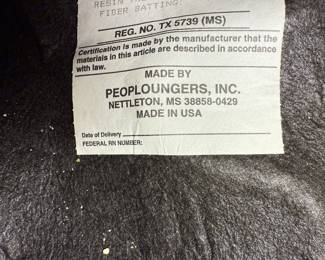 RESIN
FIBER BATTING
REG. NO. TX 5739 (MS)
Certification is made by the manufacturer that the
materials in this article are described in accordance
with law.
MADE BY
PEOPLOUNGERS, INC.
NETTLETON, MS 38858-0429
MADE IN USA
Date of Delivery
FEDERAL RN NUMBER: